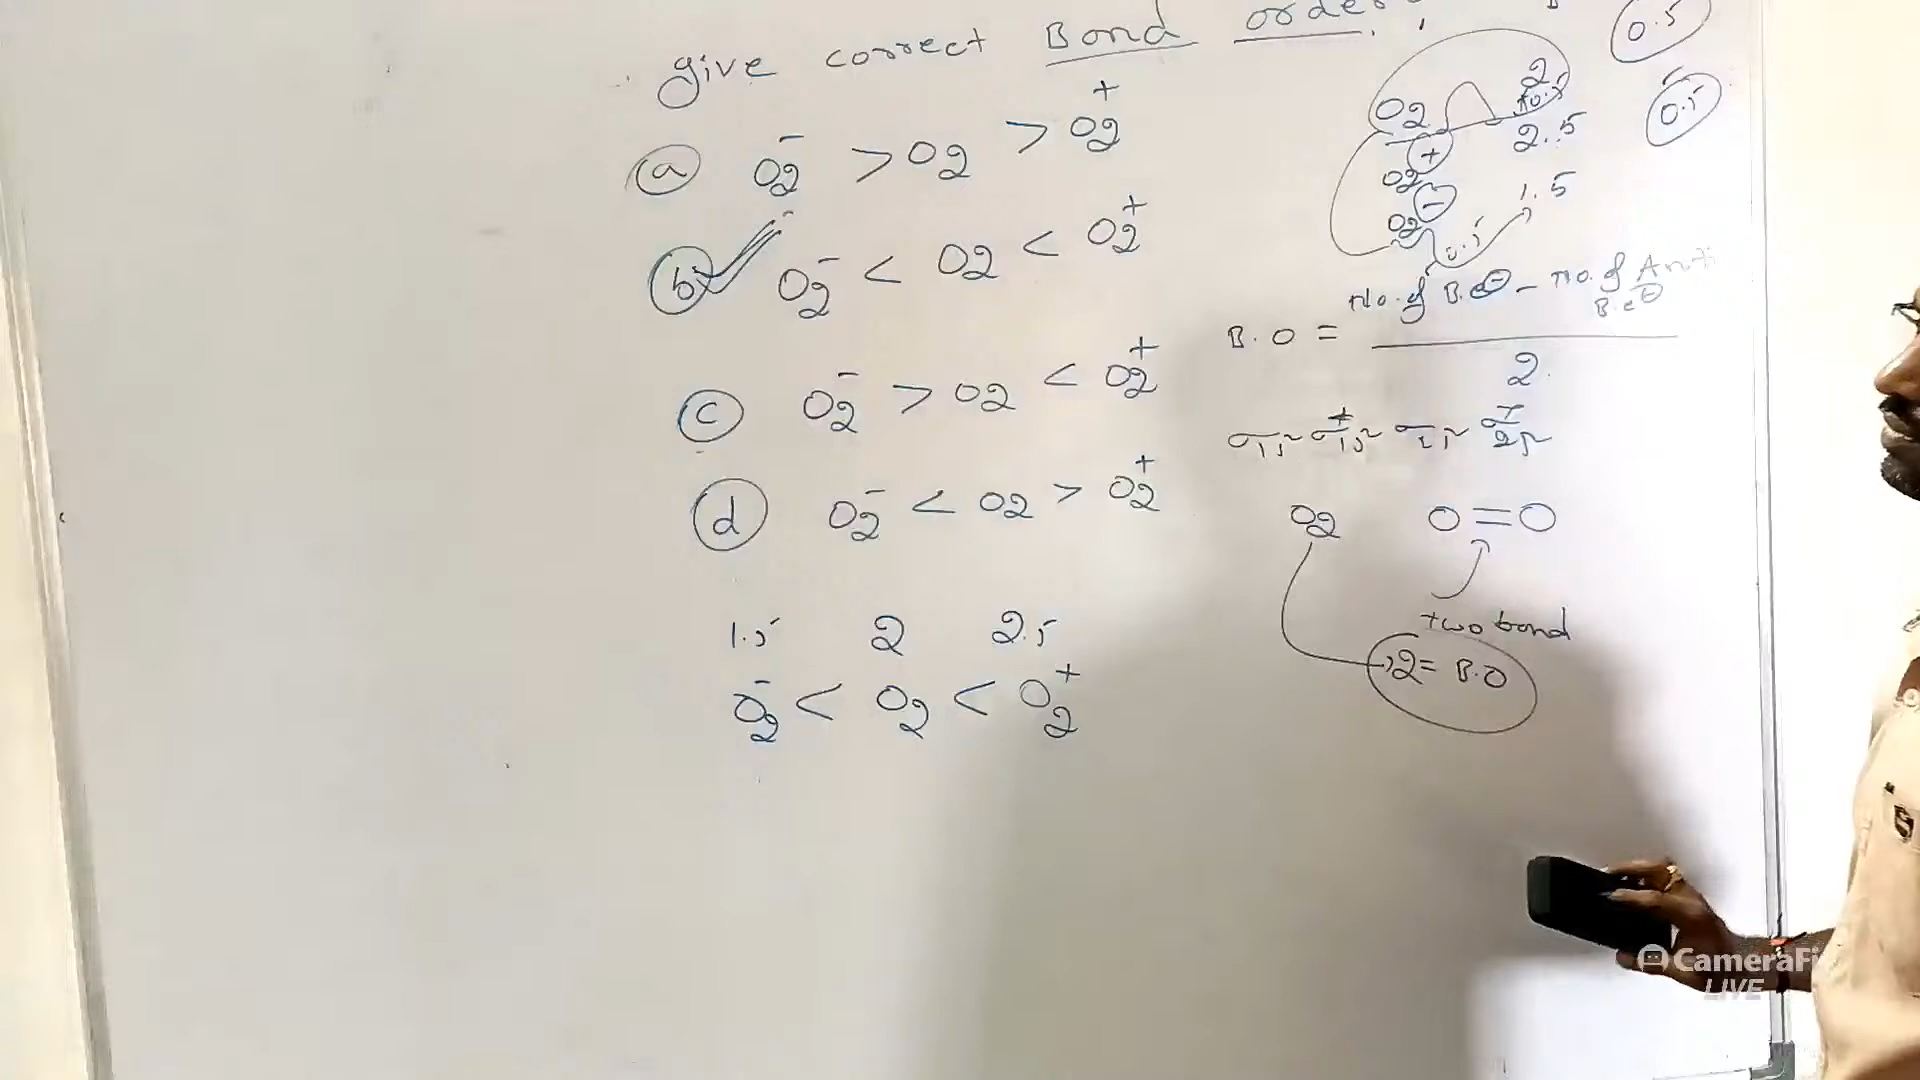 give correct Bond order
0.5
0.5
(a) O2⁻ > O2 > O2⁺
(b) O2⁻ < O2 < O2⁺
(c) O2⁻ > O2 < O2⁺
(d) O2⁻ < O2 > O2⁺
1.5 2 2.5
O2⁻ < O2 < O2⁺
O2 2
O2⁺ 2.5
O2⁻ 1.5
0.5
B.O = No. of B.e⊖ - No. of Anti B.e⊖
2
O2 O=O
two bond
2 = B.O
CameraFi
LIVE